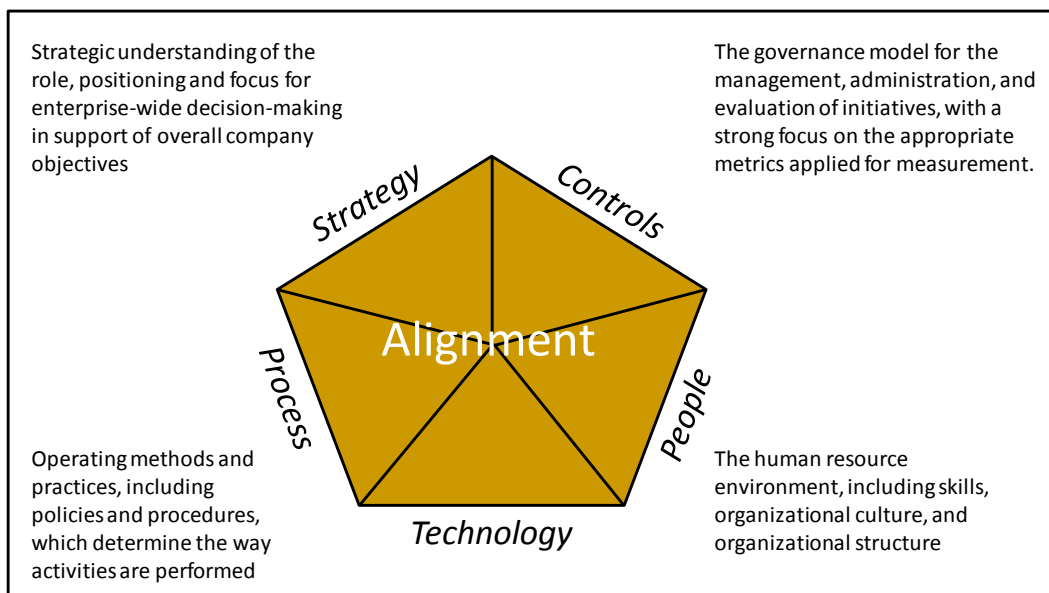 Strategic understanding of the
role, positioning and focus for
enterprise-wide decision-making
in support of overall company
objectives
The governance model for the
management, administration, and
evaluation of initiatives, with a
strong focus on the appropriate
metrics applied for measurement.
Strategy
Controls
Alignment
Process
People
Technology
Operating methods and
practices, including
policies and procedures,
which determine the way
activities are performed
The human resource
environment, including skills,
organizational culture, and
organizational structure